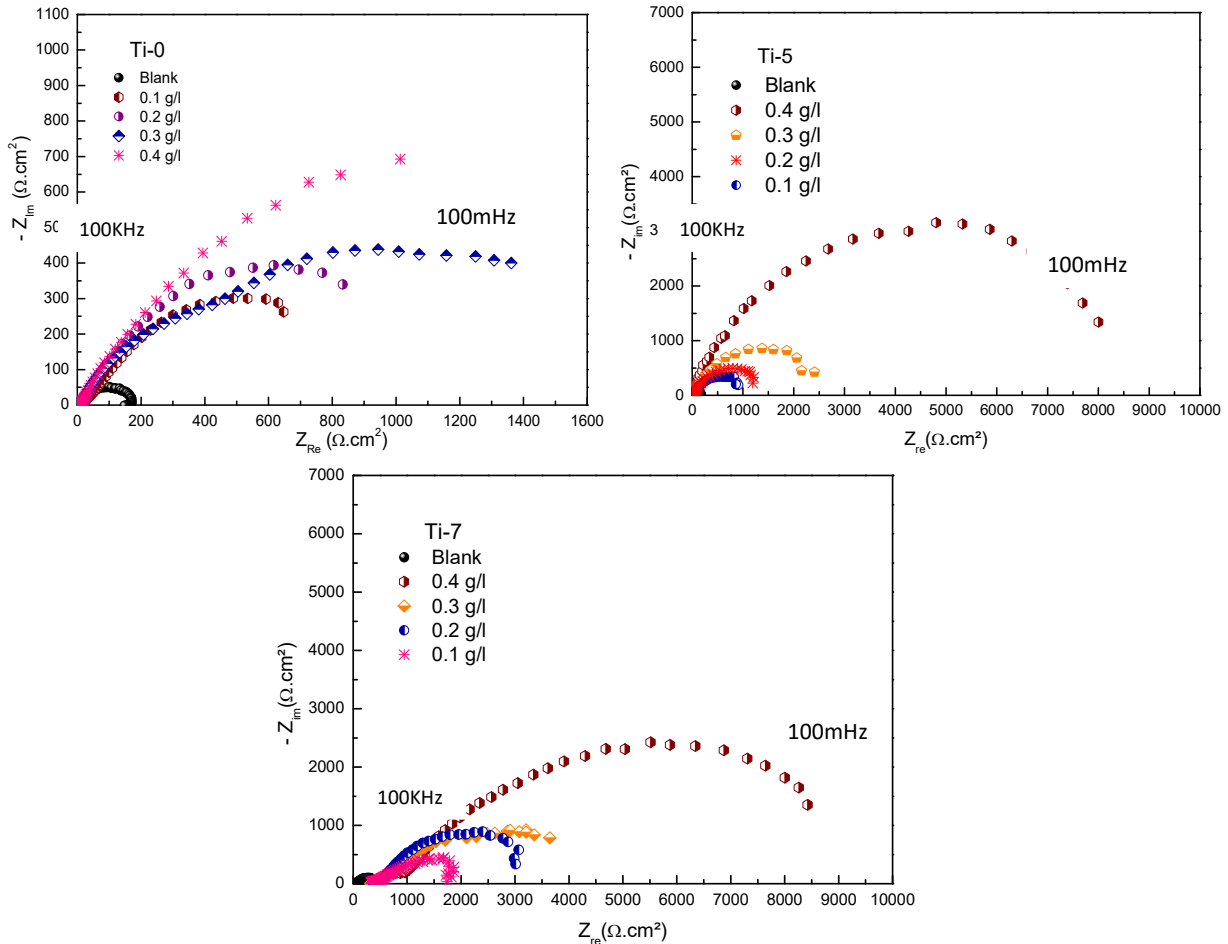 Ti-0
Blank
0.1 g/l
0.2 g/l
0.3 g/l
0.4 g/l
100KHz
100mHz
- Z_Im (Ω.cm²)
1100
1000
900
800
700
600
400
300
200
100
0
0 200 400 600 800 1000 1200 1400 1600
Z_Re (Ω.cm²)
Ti-5
Blank
0.4 g/l
0.3 g/l
0.2 g/l
0.1 g/l
100KHz
100mHz
- Z_im(Ω.cm²)
7000
6000
5000
4000
2000
1000
0
0 1000 2000 3000 4000 5000 6000 7000 8000 9000 10000
Z_re(Ω.cm²)
Ti-7
Blank
0.4 g/l
0.3 g/l
0.2 g/l
0.1 g/l
100KHz
100mHz
- Z_im(Ω.cm²)
7000
6000
5000
4000
3000
2000
1000
0
0 1000 2000 3000 4000 5000 6000 7000 8000 9000 10000
Z_re(Ω.cm²)